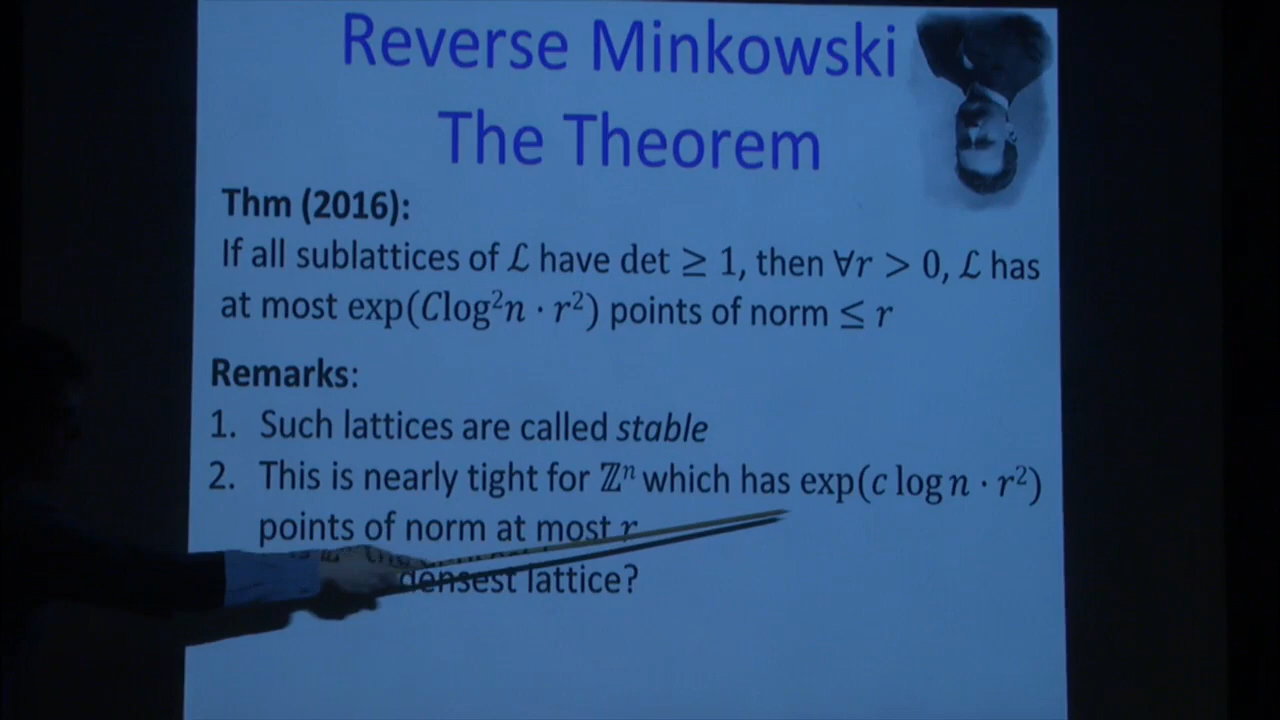 Reverse Minkowski
The Theorem
Thm (2016):
If all sublattices of ℒ have det ≥ 1, then ∀r > 0, ℒ has
at most exp(Clog²n · r²) points of norm ≤ r
Remarks:
1. Such lattices are called stable
2. This is nearly tight for ℤⁿ which has exp(c log n · r²)
points of norm at most r
densest lattice?